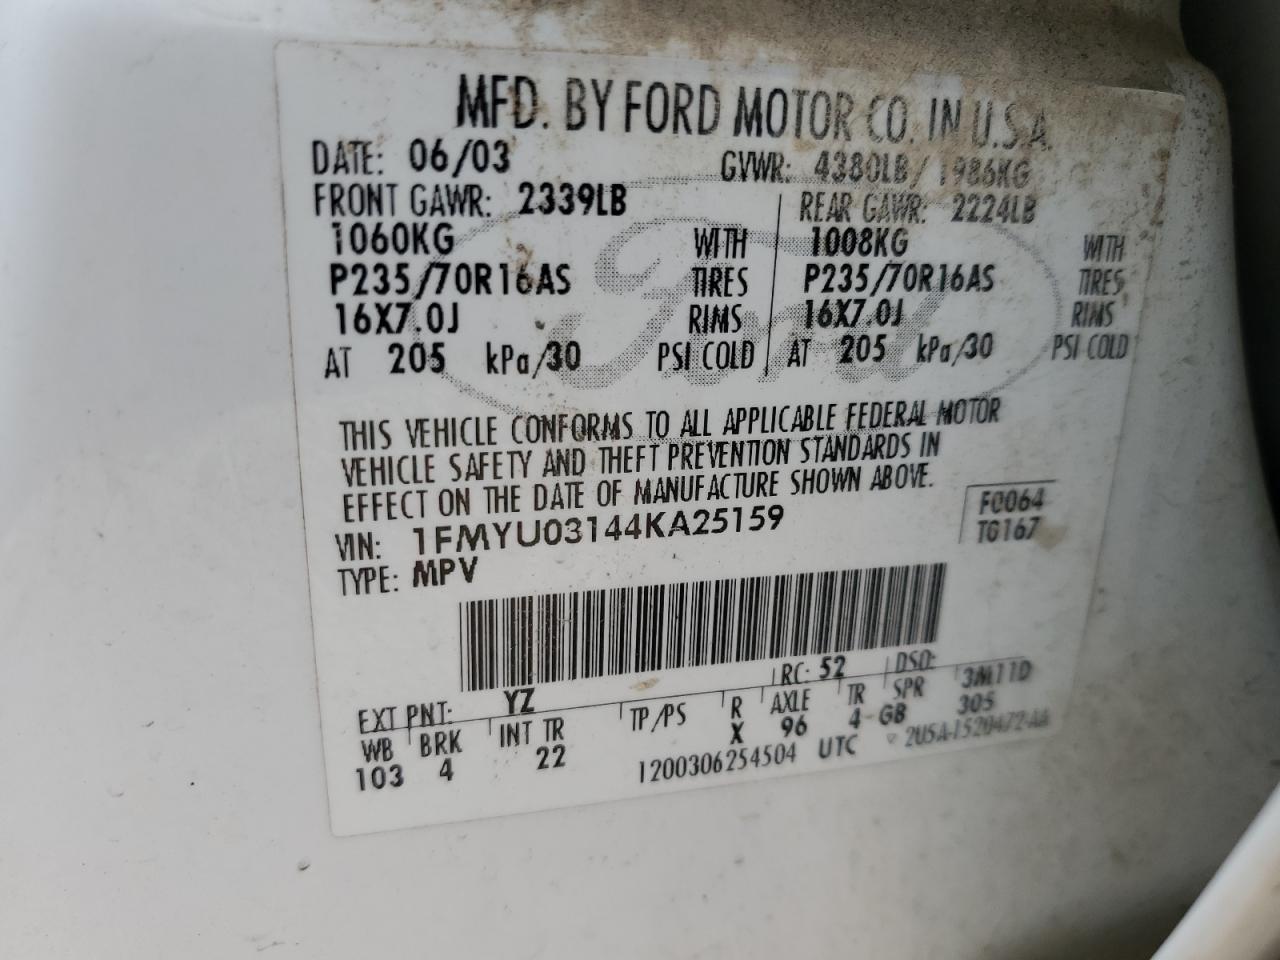 MFD. BY FORD MOTOR CO. IN U.S.A.
DATE: 06/03 GVWR: 4380LB/ 1986KG
FRONT GAWR: 2339LB REAR GAWR: 2224LB
1060KG WITH 1008KG WITH
P235/70R16AS TIRES P235/70R16AS TIRES
16X7.0J RIMS 16X7.0J RIMS
AT 205 kPa/30 PSI COLD AT 205 kPa/30 PSI COLD
Ford
THIS VEHICLE CONFORMS TO ALL APPLICABLE FEDERAL MOTOR
VEHICLE SAFETY AND THEFT PREVENTION STANDARDS IN
EFFECT ON THE DATE OF MANUFACTURE SHOWN ABOVE.
F0064
VIN: 1FMYU03144KA25159 TG167
TYPE: MPV
EXT PNT: YZ RC: 52 DSO: 3M11D
WB BRK INT TR TP/PS R AXLE TR SPR 305
103 4 22 X 96 4 GB
1200306254504 UTC 2U5A-1520472-AA